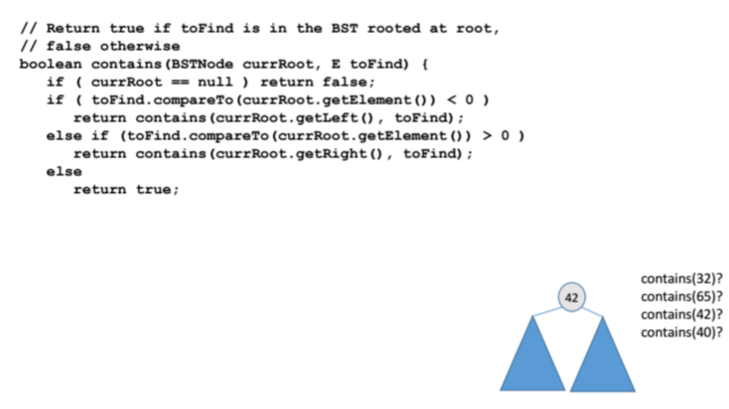 // Return true if toFind is in the BST rooted at root,
// false otherwise
boolean contains(BSTNode currRoot, E toFind) {
if ( currRoot == null ) return false;
if ( toFind.compareTo(currRoot.getElement()) < 0 )
return contains(currRoot.getLeft(), toFind);
else if (toFind.compareTo(currRoot.getElement()) > 0 )
return contains(currRoot.getRight(), toFind);
else
return true;
42
contains(32)?
contains(65)?
contains(42)?
contains(40)?